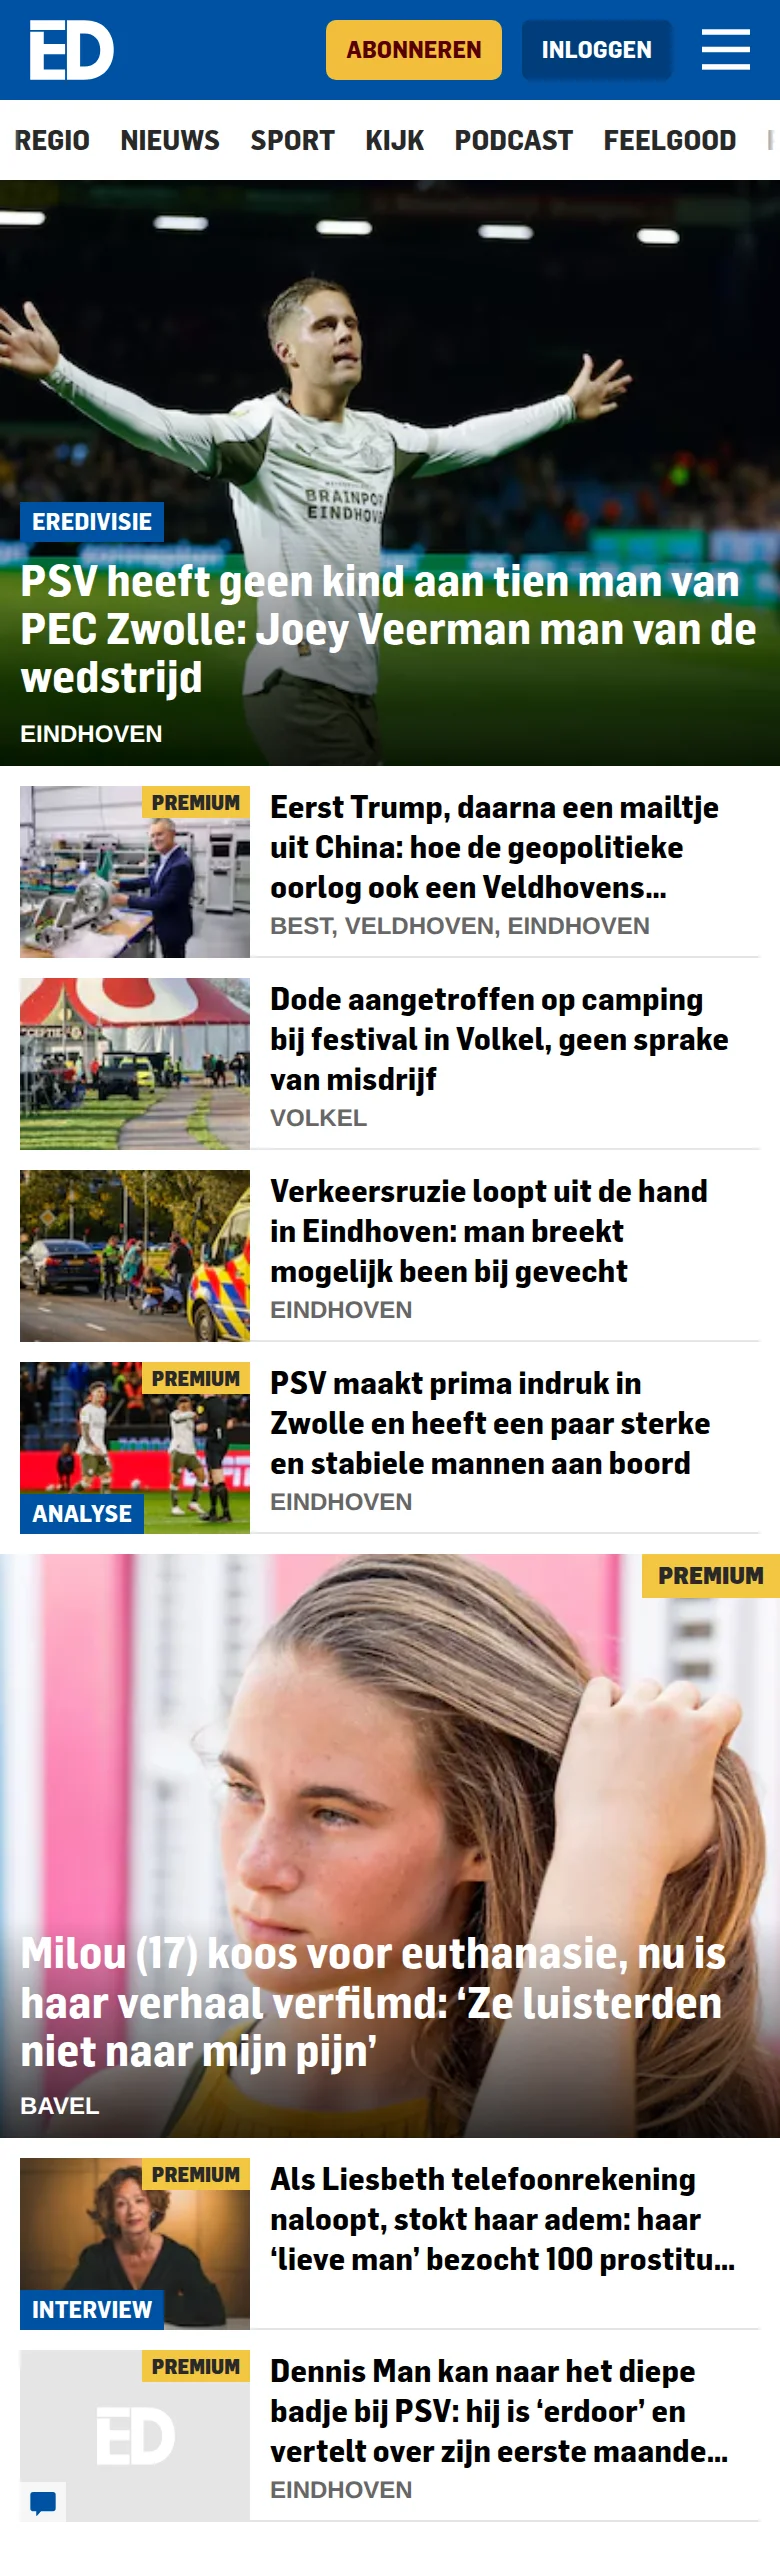 ED
ABONNEREN
INLOGGEN
REGIO NIEUWS SPORT KIJK PODCAST FEELGOOD
BRAINPOR
EINDHOVE
EREDIVISIE
PSV heeft geen kind aan tien man van
PEC Zwolle: Joey Veerman man van de
wedstrijd
EINDHOVEN
PREMIUM
Eerst Trump, daarna een mailtje
uit China: hoe de geopolitieke
oorlog ook een Veldhovens...
BEST, VELDHOVEN, EINDHOVEN
Dode aangetroffen op camping
bij festival in Volkel, geen sprake
van misdrijf
VOLKEL
Verkeersruzie loopt uit de hand
in Eindhoven: man breekt
mogelijk been bij gevecht
EINDHOVEN
PREMIUM
ANALYSE
PSV maakt prima indruk in
Zwolle en heeft een paar sterke
en stabiele mannen aan boord
EINDHOVEN
PREMIUM
Milou (17) koos voor euthanasie, nu is
haar verhaal verfilmd: ‘Ze luisterden
niet naar mijn pijn’
BAVEL
PREMIUM
INTERVIEW
Als Liesbeth telefoonrekening
naloopt, stokt haar adem: haar
‘lieve man’ bezocht 100 prostitu...
PREMIUM
ED
Dennis Man kan naar het diepe
badje bij PSV: hij is ‘erdoor’ en
vertelt over zijn eerste maande...
EINDHOVEN